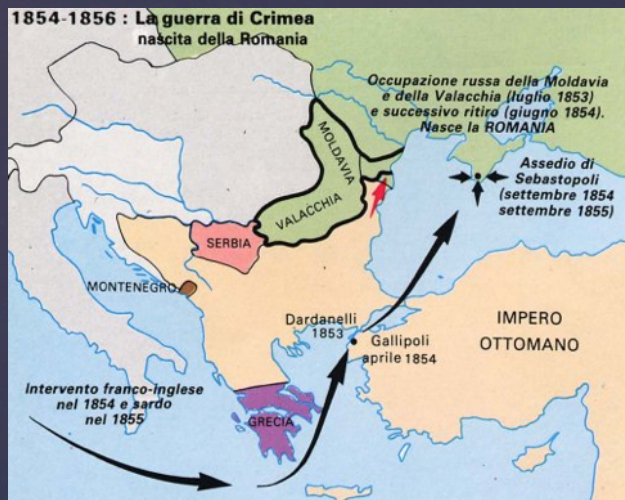 1854-1856 : La guerra di Crimea
nascita della Romania
Occupazione russa della Moldavia
e della Valacchia (luglio 1853)
e successivo ritiro (giugno 1854).
Nasce la ROMANIA
MOLDAVIA
VALACCHIA
Assedio di
Sebastopoli
(settembre 1854
settembre 1855)
SERBIA
MONTENEGRO
Dardanelli
1853
Gallipoli
aprile 1854
IMPERO
OTTOMANO
Intervento franco-inglese
nel 1854 e sardo
nel 1855
GRECIA